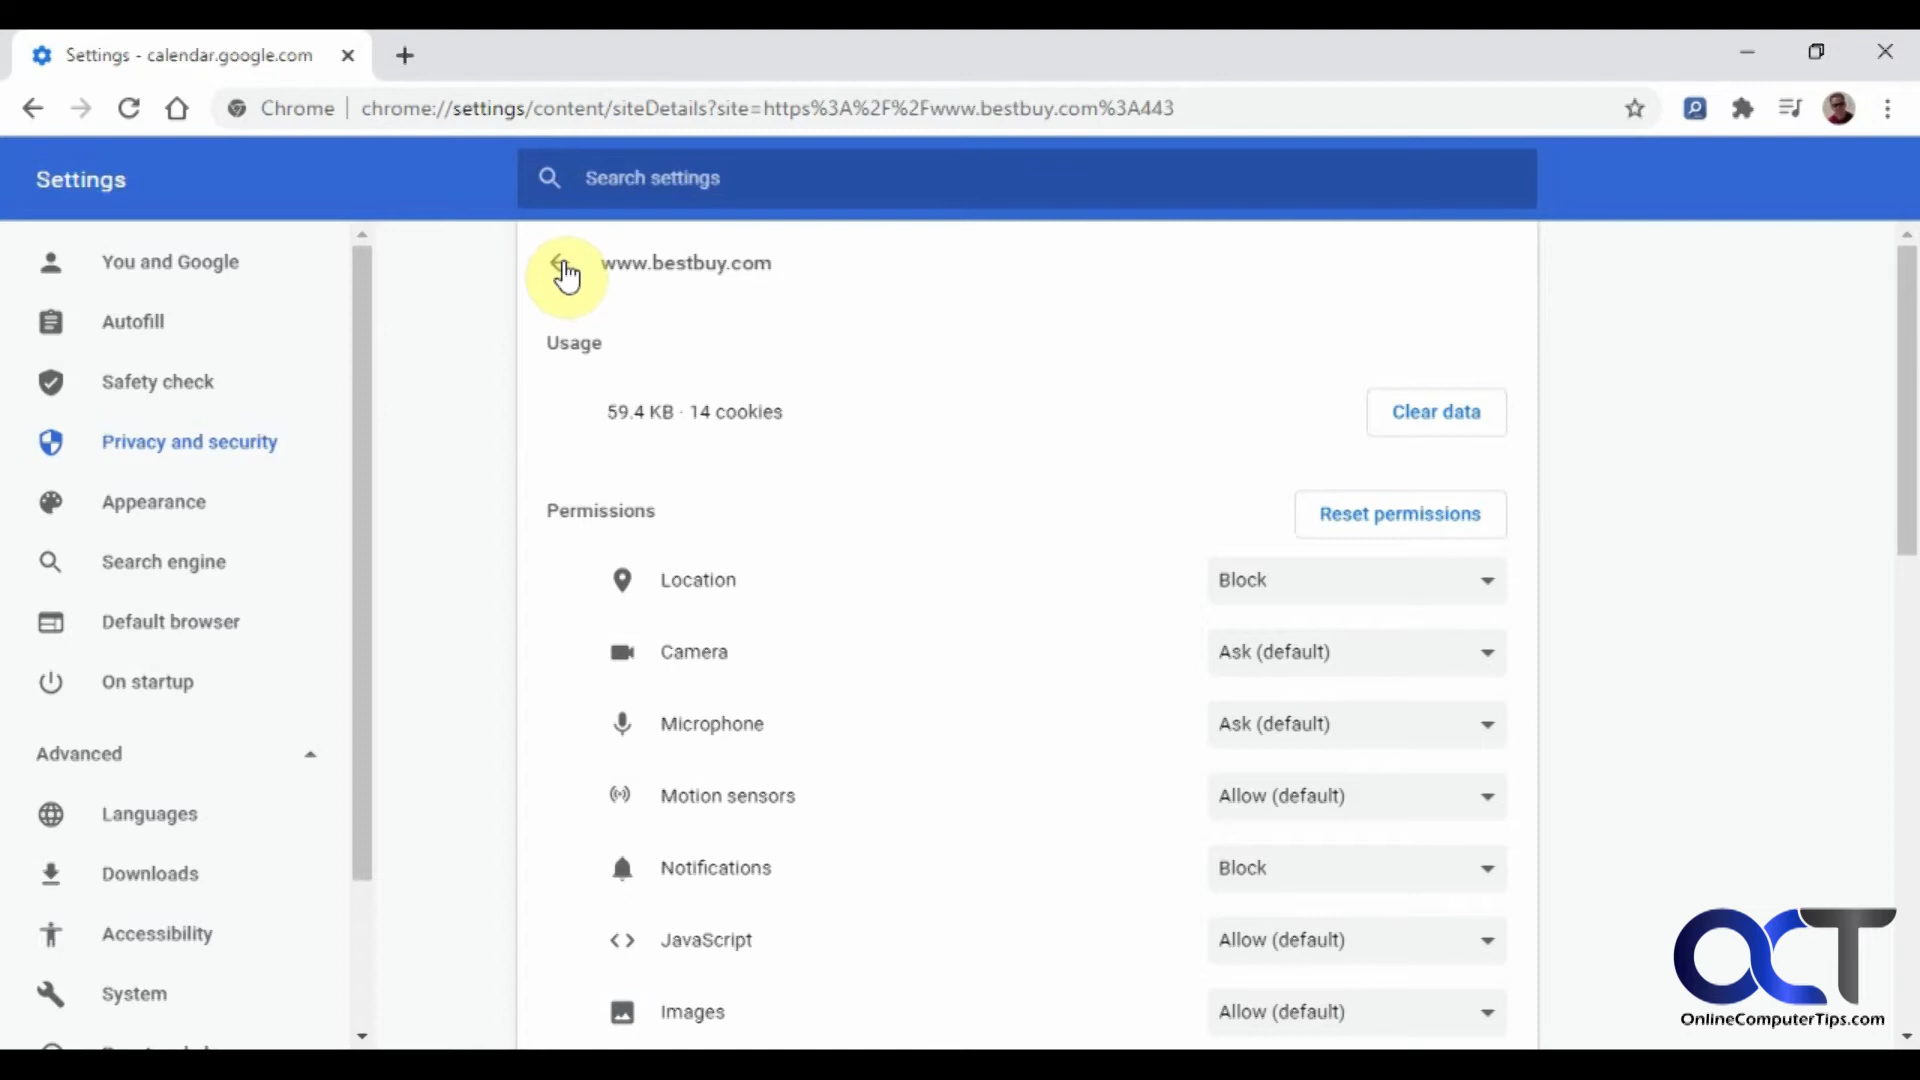 Settings - calendar.google.com
Chrome | chrome://settings/content/siteDetails?site=https%3A%2F%2Fwww.bestbuy.com%3A443
Settings
Search settings
You and Google
Autofill
Safety check
Privacy and security
Appearance
Search engine
Default browser
On startup
Advanced
Languages
Downloads
Accessibility
System
www.bestbuy.com
Usage
59.4 KB · 14 cookies
Clear data
Permissions
Reset permissions
Location
Block
Camera
Ask (default)
Microphone
Ask (default)
Motion sensors
Allow (default)
Notifications
Block
JavaScript
Allow (default)
Images
Allow (default)
OCT
OnlineComputerTips.com